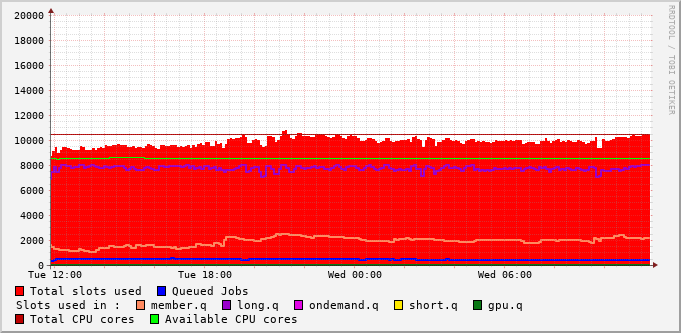 20000
18000
16000
14000
12000
10000
8000
6000
4000
2000
0
Tue 12:00 Tue 18:00 Wed 00:00 Wed 06:00
Total slots used Queued Jobs
Slots used in : member.q long.q ondemand.q short.q gpu.q
Total CPU cores Available CPU cores
RRDTOOL / TOBI OETIKER